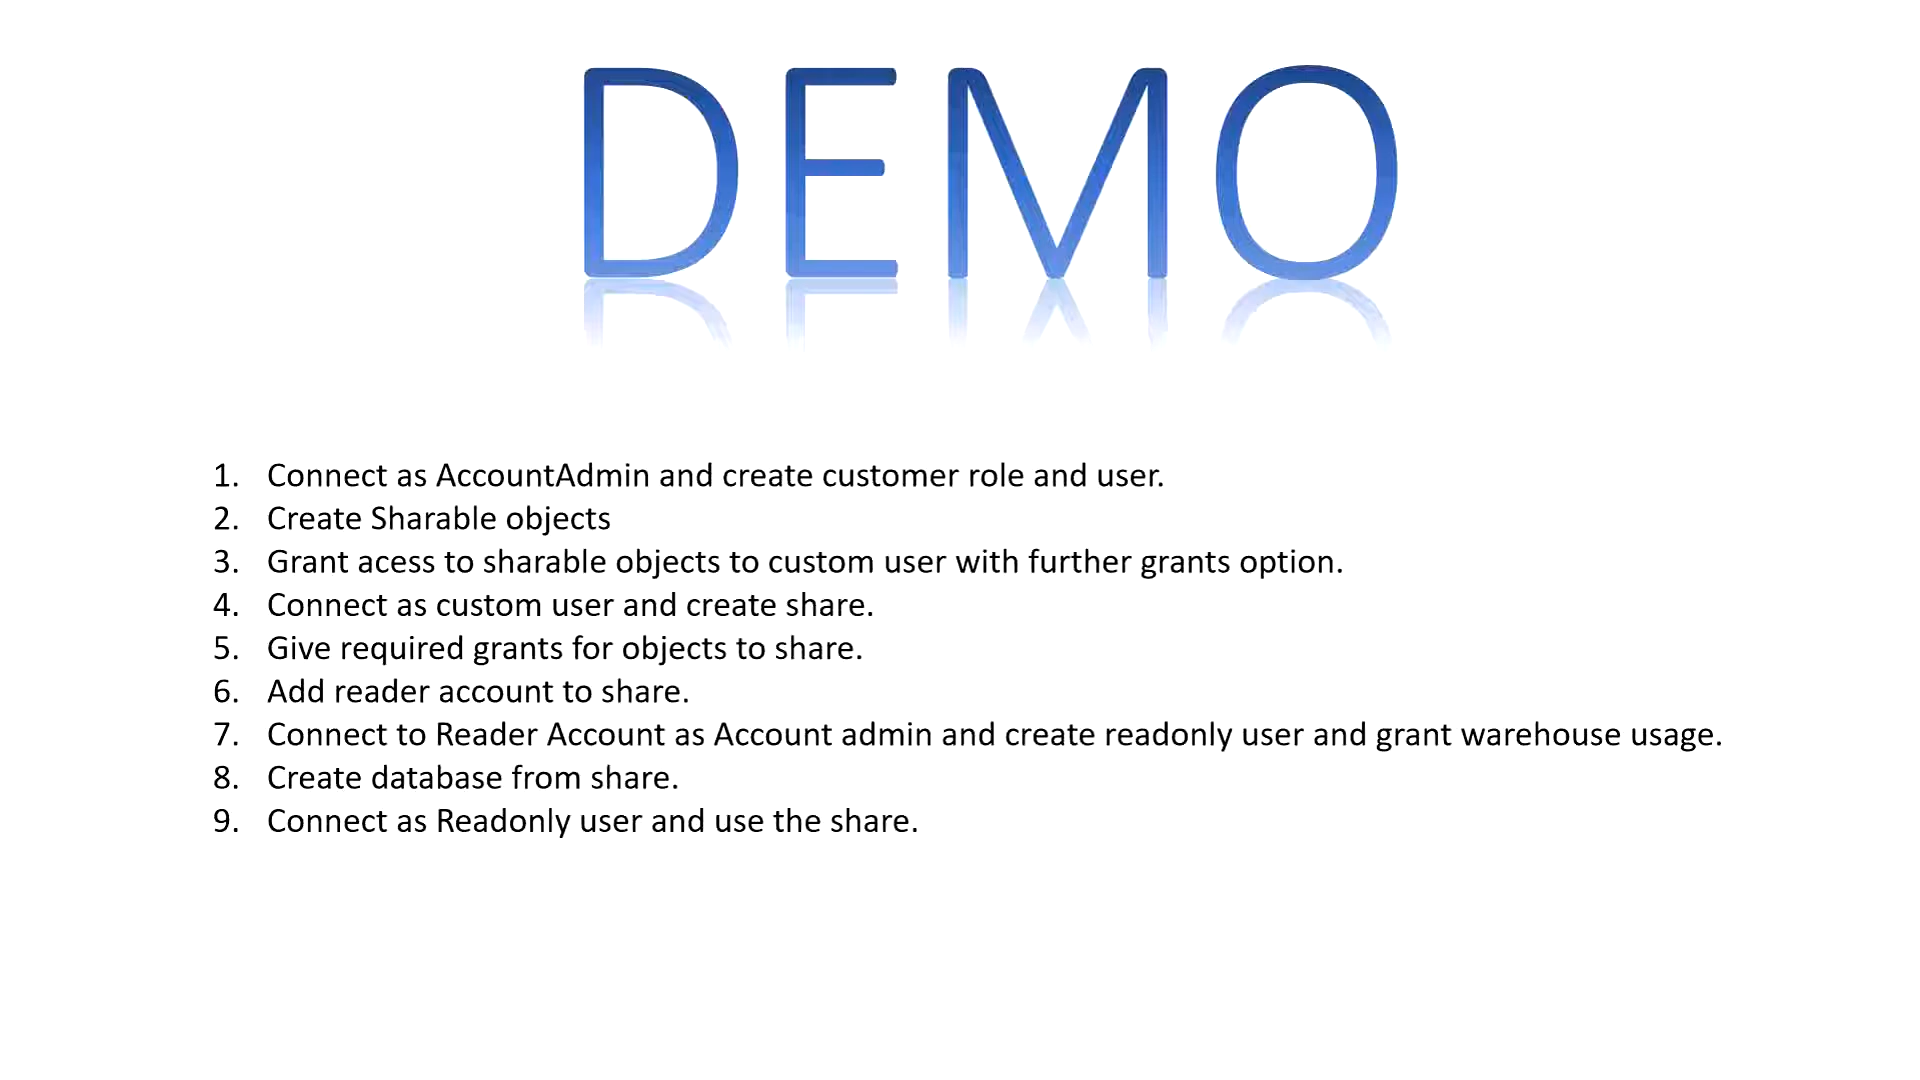 DEMO
1. Connect as AccountAdmin and create customer role and user.
2. Create Sharable objects
3. Grant acess to sharable objects to custom user with further grants option.
4. Connect as custom user and create share.
5. Give required grants for objects to share.
6. Add reader account to share.
7. Connect to Reader Account as Account admin and create readonly user and grant warehouse usage.
8. Create database from share.
9. Connect as Readonly user and use the share.